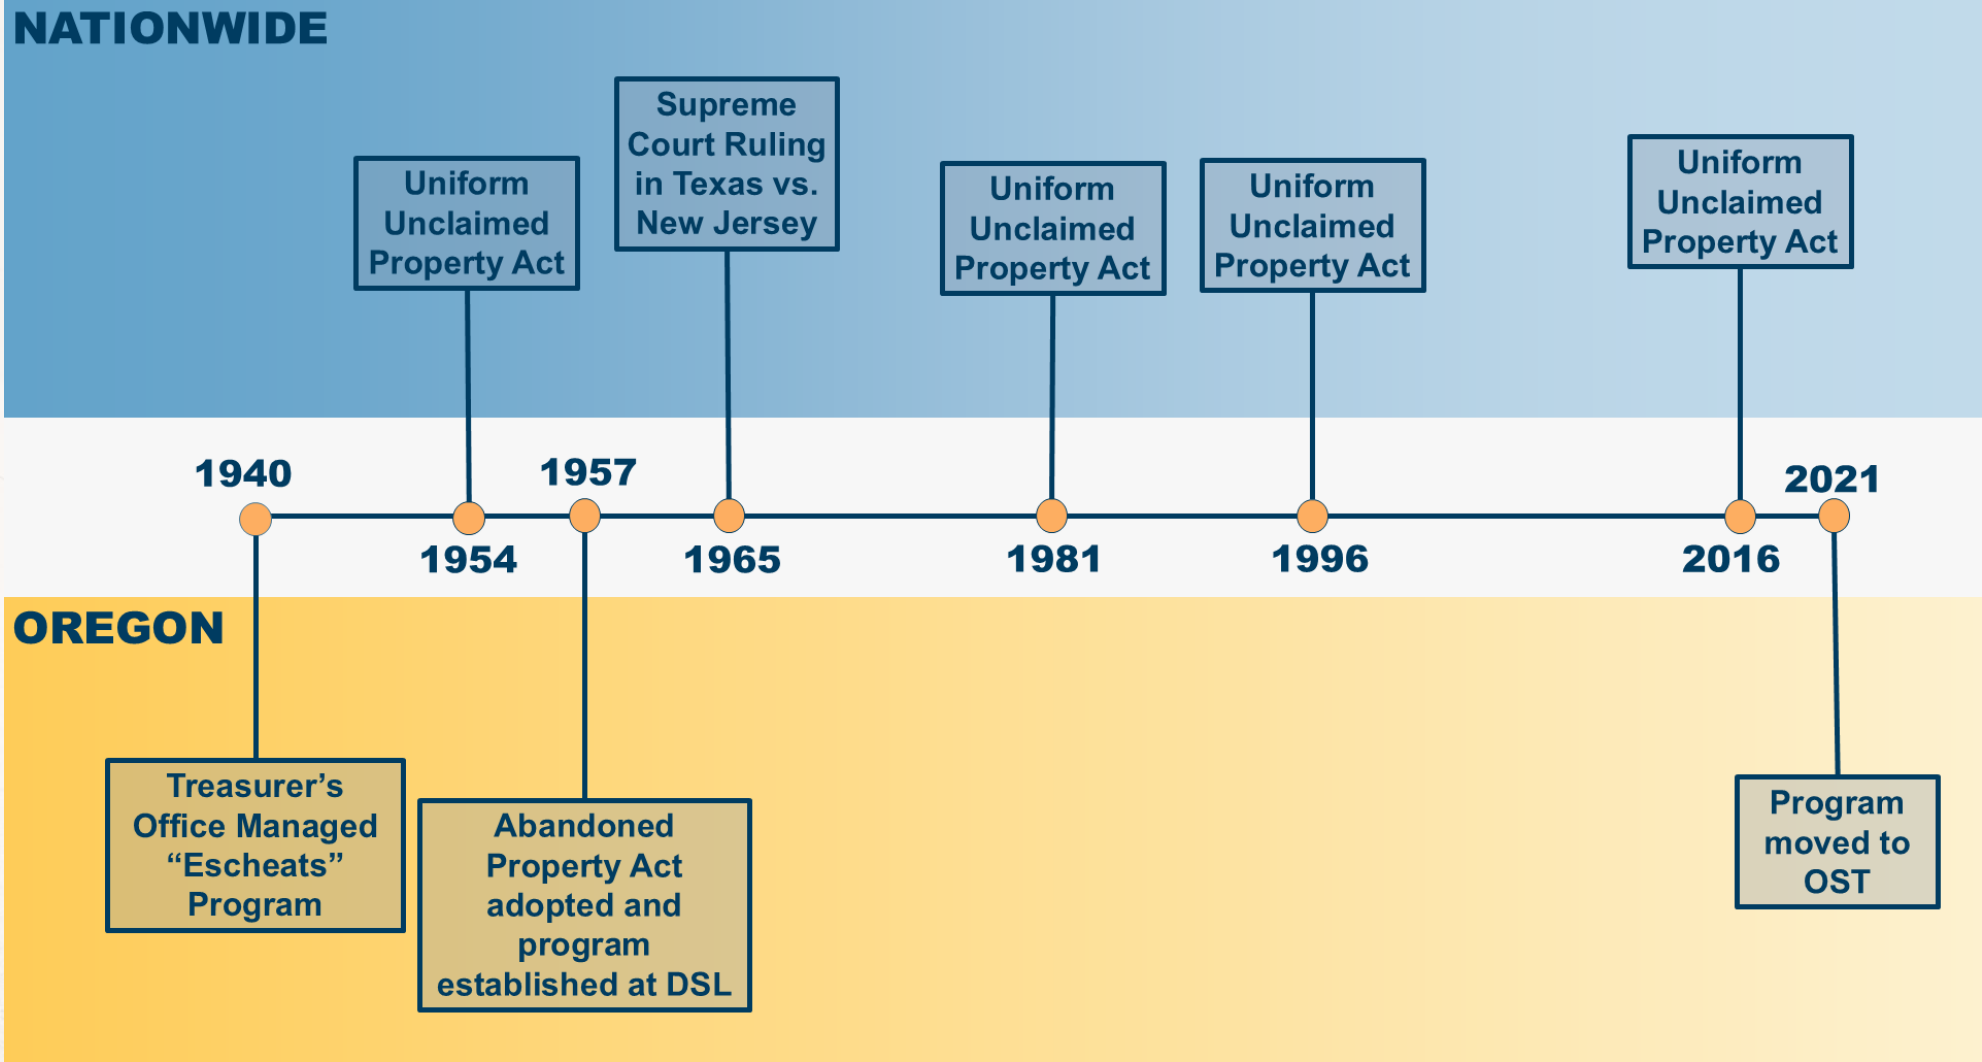 NATIONWIDE
Supreme
Court Ruling
in Texas vs.
New Jersey
Uniform
Unclaimed
Property Act
Uniform
Unclaimed
Property Act
Uniform
Unclaimed
Property Act
Uniform
Unclaimed
Property Act
1940
1954
1957
1965
1981
1996
2016
2021
OREGON
Treasurer’s
Office Managed
“Escheats”
Program
Abandoned
Property Act
adopted and
program
established at DSL
Program
moved to
OST